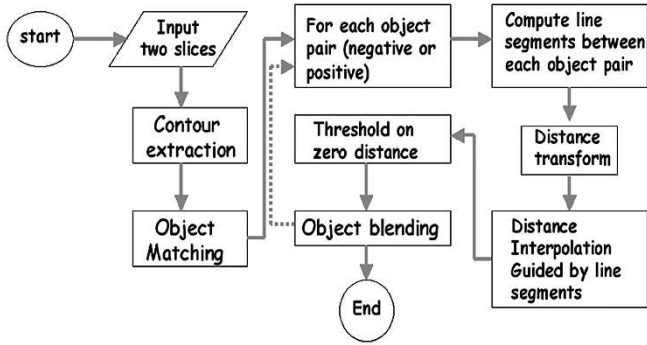 start
Input
two slices
Contour
extraction
Object
Matching
For each object
pair (negative or
positive)
Compute line
segments between
each object pair
Distance
transform
Distance
Interpolation
Guided by line
segments
Threshold on
zero distance
Object blending
End